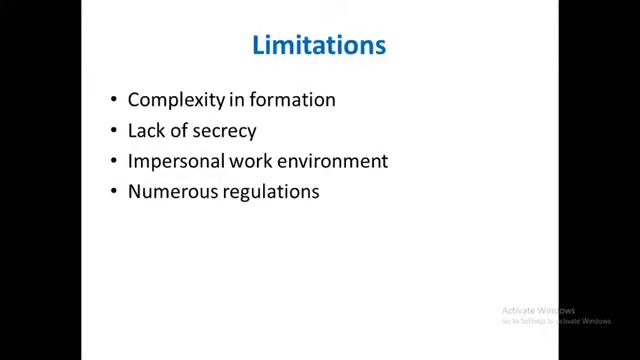 Limitations
• Complexity in formation
• Lack of secrecy
• Impersonal work environment
• Numerous regulations
Activate Windows
Go to Settings to activate Windows